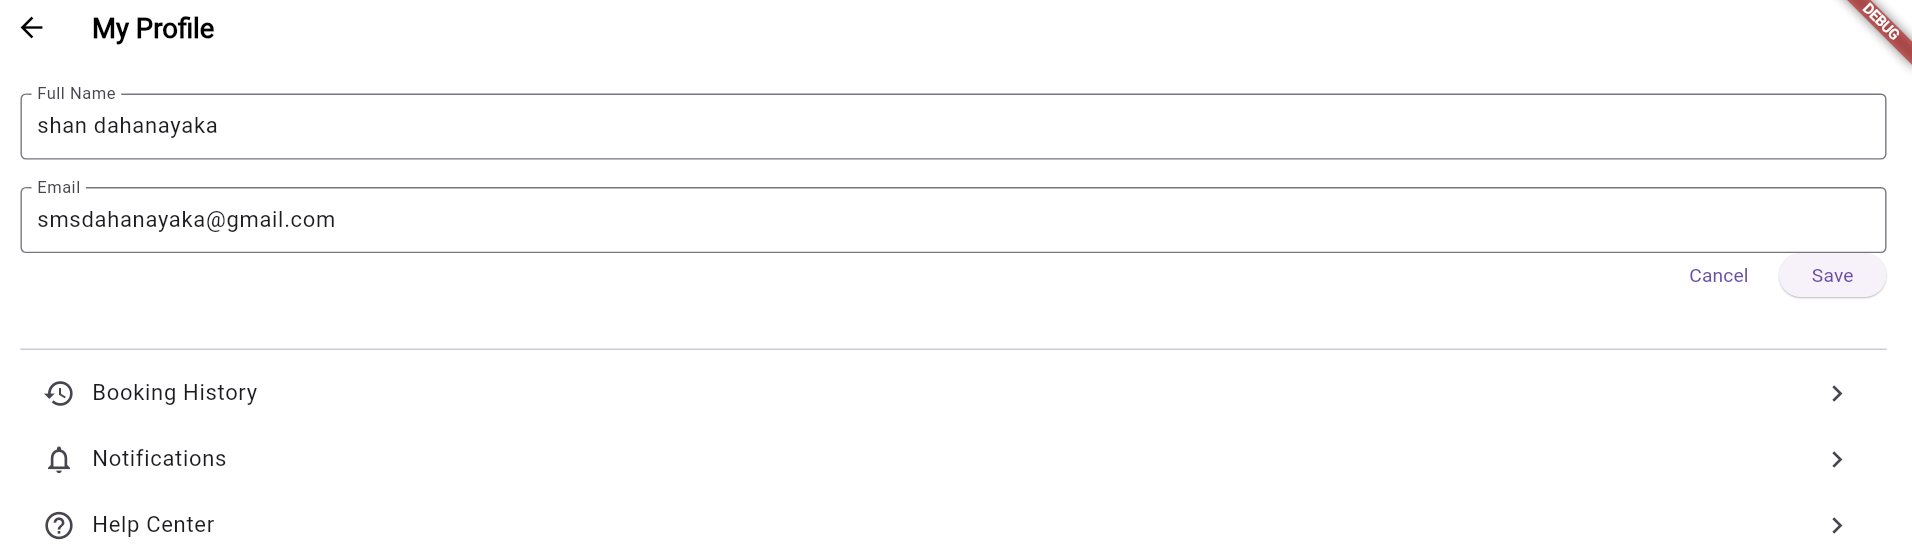 My Profile
DEBUG
Full Name
shan dahanayaka
Email
smsdahanayaka@gmail.com
Cancel Save
Booking History
Notifications
Help Center